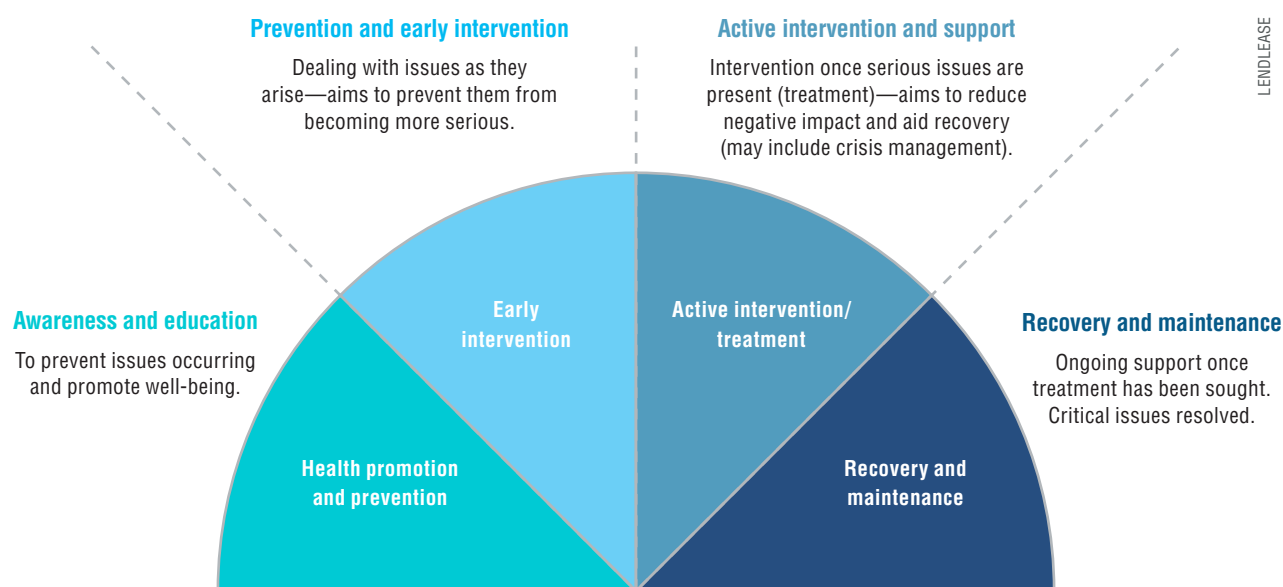 Prevention and early intervention
Dealing with issues as they
arise—aims to prevent them from
becoming more serious.
Active intervention and support
Intervention once serious issues are
present (treatment)—aims to reduce
negative impact and aid recovery
(may include crisis management).
LENDLEASE
Awareness and education
To prevent issues occurring
and promote well-being.
Early
intervention
Active intervention/
treatment
Recovery and maintenance
Ongoing support once
treatment has been sought.
Critical issues resolved.
Health promotion
and prevention
Recovery and
maintenance